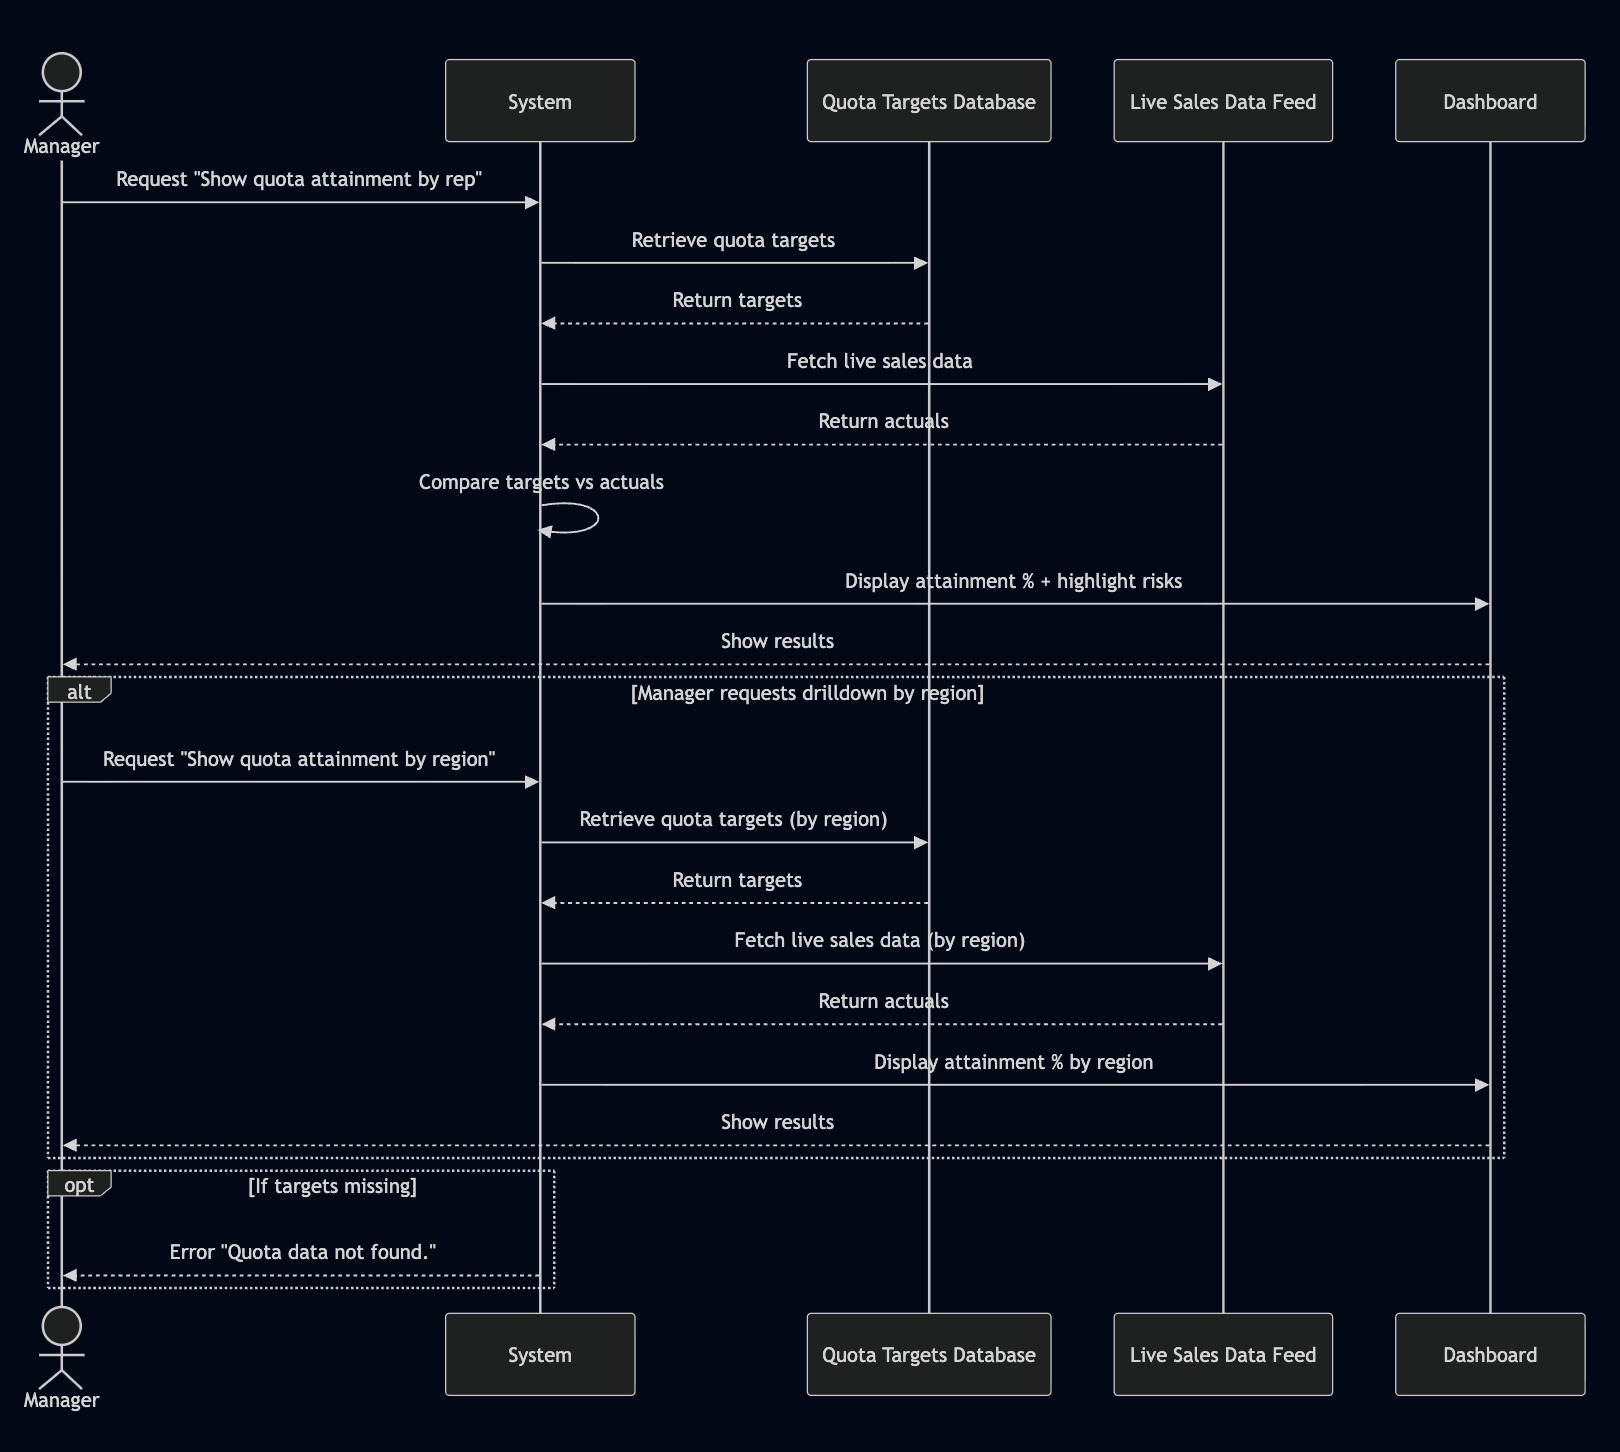 Manager
System
Quota Targets Database
Live Sales Data Feed
Dashboard
Request "Show quota attainment by rep"
Retrieve quota targets
Return targets
Fetch live sales data
Return actuals
Compare targets vs actuals
Display attainment % + highlight risks
Show results
alt
[Manager requests drilldown by region]
Request "Show quota attainment by region"
Retrieve quota targets (by region)
Return targets
Fetch live sales data (by region)
Return actuals
Display attainment % by region
Show results
opt
[If targets missing]
Error "Quota data not found."
Manager
System
Quota Targets Database
Live Sales Data Feed
Dashboard